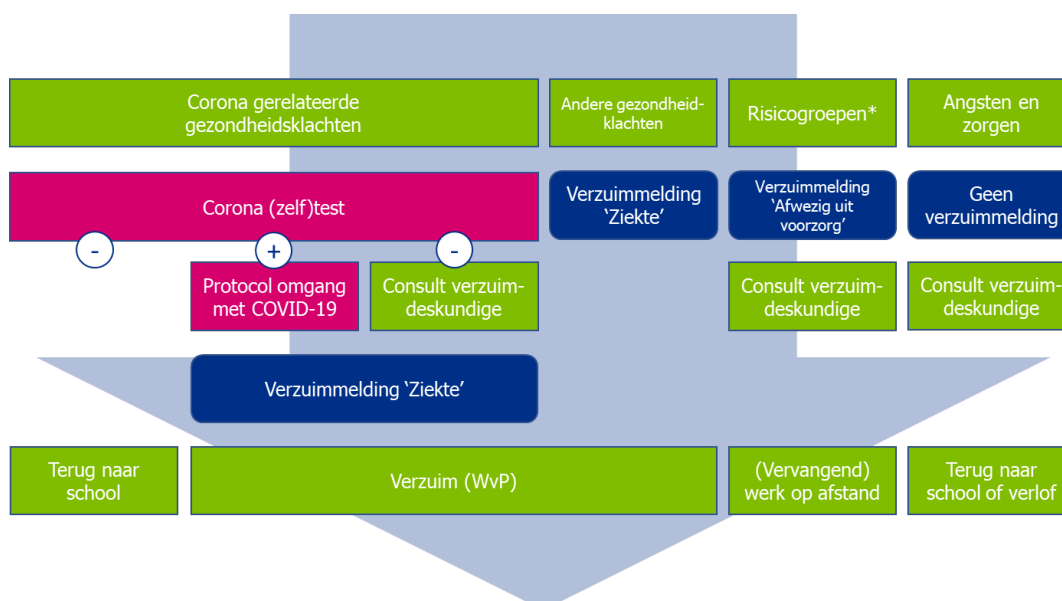 Corona gerelateerde
gezondheidsklachten
Andere gezondheid-
klachten
Risicogroepen*
Angsten en
zorgen
Corona (zelf)test
Verzuimmelding
‘Ziekte’
Verzuimmelding
‘Afwezig uit
voorzorg’
Geen
verzuimmelding
-
+
-
Protocol omgang
met COVID-19
Consult verzuim-
deskundige
Consult verzuim-
deskundige
Consult verzuim-
deskundige
Verzuimmelding ‘Ziekte’
Terug naar
school
Verzuim (WvP)
(Vervangend)
werk op afstand
Terug naar
school of verlof